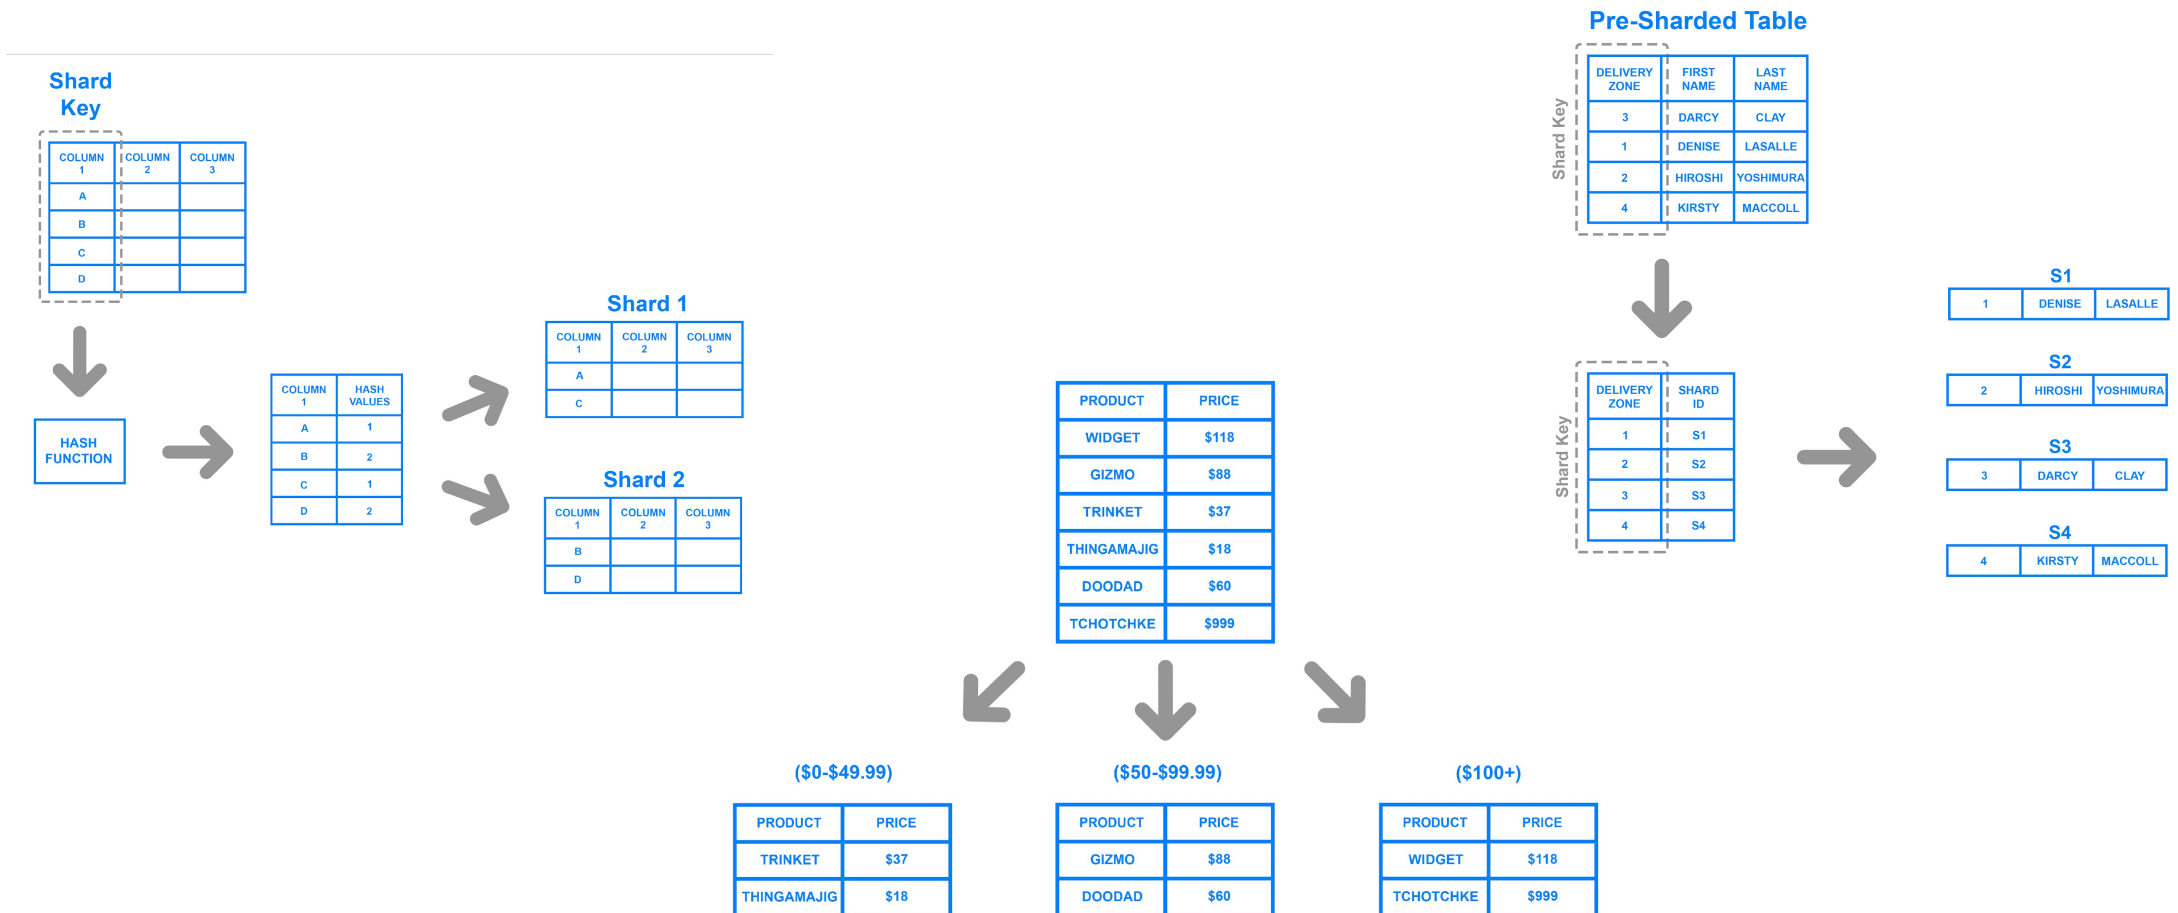 Shard
Key
COLUMN 1 COLUMN 2 COLUMN 3
A
B
C
D
HASH
FUNCTION
COLUMN 1 HASH VALUES
A 1
B 2
C 1
D 2
Shard 1
COLUMN 1 COLUMN 2 COLUMN 3
A
C
Shard 2
COLUMN 1 COLUMN 2 COLUMN 3
B
D
PRODUCT PRICE
WIDGET $118
GIZMO $88
TRINKET $37
THINGAMAJIG $18
DOODAD $60
TCHOTCHKE $999
($0-$49.99)
PRODUCT PRICE
TRINKET $37
THINGAMAJIG $18
($50-$99.99)
PRODUCT PRICE
GIZMO $88
DOODAD $60
($100+)
PRODUCT PRICE
WIDGET $118
TCHOTCHKE $999
Pre-Sharded Table
Shard Key
DELIVERY ZONE FIRST NAME LAST NAME
3 DARCY CLAY
1 DENISE LASALLE
2 HIROSHI YOSHIMURA
4 KIRSTY MACCOLL
Shard Key
DELIVERY ZONE SHARD ID
1 S1
2 S2
3 S3
4 S4
S1
1 DENISE LASALLE
S2
2 HIROSHI YOSHIMURA
S3
3 DARCY CLAY
S4
4 KIRSTY MACCOLL